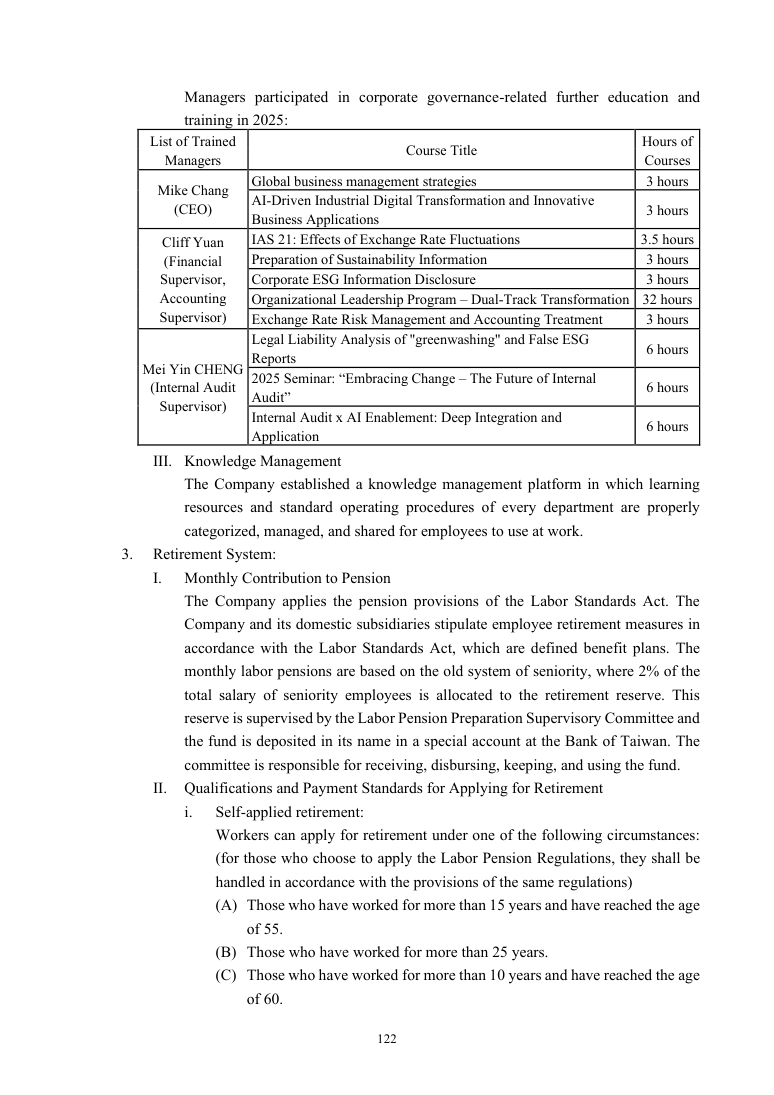 Managers participated in corporate governance-related further education and
training in 2025:
List of Trained
Managers
Course Title
Hours of
Courses
Mike Chang
(CEO)
Global business management strategies
3 hours
AI-Driven Industrial Digital Transformation and Innovative
Business Applications
3 hours
Cliff Yuan
(Financial
Supervisor,
Accounting
Supervisor)
IAS 21: Effects of Exchange Rate Fluctuations
3.5 hours
Preparation of Sustainability Information
3 hours
Corporate ESG Information Disclosure
3 hours
Organizational Leadership Program – Dual-Track Transformation
32 hours
Exchange Rate Risk Management and Accounting Treatment
3 hours
Mei Yin CHENG
(Internal Audit
Supervisor)
Legal Liability Analysis of "greenwashing" and False ESG
Reports
6 hours
2025 Seminar: “Embracing Change – The Future of Internal
Audit”
6 hours
Internal Audit x AI Enablement: Deep Integration and
Application
6 hours
III. Knowledge Management
The Company established a knowledge management platform in which learning
resources and standard operating procedures of every department are properly
categorized, managed, and shared for employees to use at work.
3. Retirement System:
I. Monthly Contribution to Pension
The Company applies the pension provisions of the Labor Standards Act. The
Company and its domestic subsidiaries stipulate employee retirement measures in
accordance with the Labor Standards Act, which are defined benefit plans. The
monthly labor pensions are based on the old system of seniority, where 2% of the
total salary of seniority employees is allocated to the retirement reserve. This
reserve is supervised by the Labor Pension Preparation Supervisory Committee and
the fund is deposited in its name in a special account at the Bank of Taiwan. The
committee is responsible for receiving, disbursing, keeping, and using the fund.
II. Qualifications and Payment Standards for Applying for Retirement
i. Self-applied retirement:
Workers can apply for retirement under one of the following circumstances:
(for those who choose to apply the Labor Pension Regulations, they shall be
handled in accordance with the provisions of the same regulations)
(A) Those who have worked for more than 15 years and have reached the age
of 55.
(B) Those who have worked for more than 25 years.
(C) Those who have worked for more than 10 years and have reached the age
of 60.
122